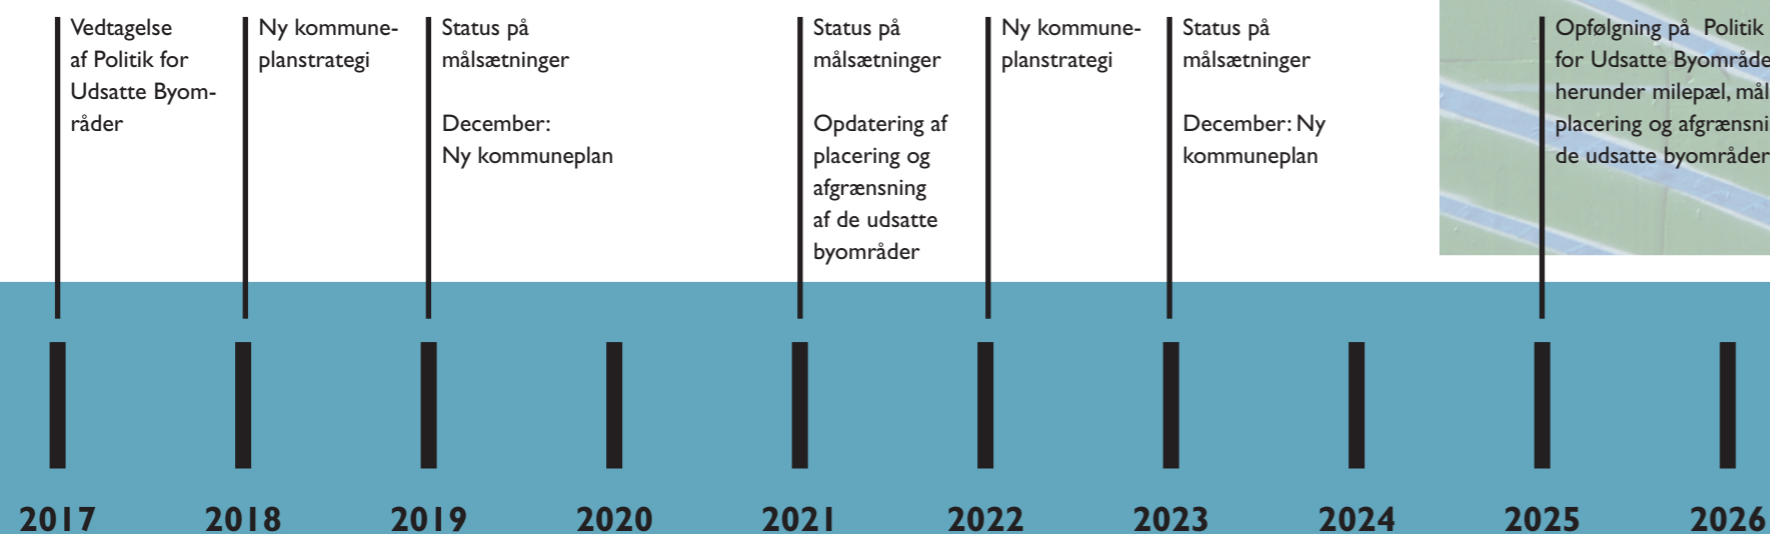 Vedtagelse
af Politik for
Udsatte Byom-
råder
Ny kommune-
planstrategi
Status på
målsætninger
December:
Ny kommuneplan
Status på
målsætninger
Opdatering af
placering og
afgrænsning
af de udsatte
byområder
Ny kommune-
planstrategi
Status på
målsætninger
December: Ny
kommuneplan
Opfølgning på Politik
for Udsatte Byområde
herunder milepæl, mål
placering og afgrænsni
de udsatte byområder
2017 2018 2019 2020 2021 2022 2023 2024 2025 2026